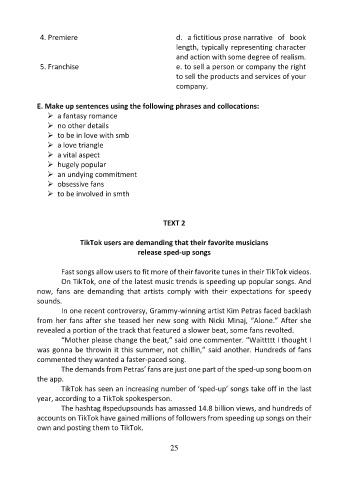 4. Premiere
d. a fictitious prose narrative of book
length, typically representing character
and action with some degree of realism.
5. Franchise
e. to sell a person or company the right
to sell the products and services of your
company.
E. Make up sentences using the following phrases and collocations:
➢ a fantasy romance
➢ no other details
➢ to be in love with smb
➢ a love triangle
➢ a vital aspect
➢ hugely popular
➢ an undying commitment
➢ obsessive fans
➢ to be involved in smth
TEXT 2
TikTok users are demanding that their favorite musicians
release sped-up songs
Fast songs allow users to fit more of their favorite tunes in their TikTok videos.
On TikTok, one of the latest music trends is speeding up popular songs. And
now, fans are demanding that artists comply with their expectations for speedy
sounds.
In one recent controversy, Grammy-winning artist Kim Petras faced backlash
from her fans after she teased her new song with Nicki Minaj, “Alone.” After she
revealed a portion of the track that featured a slower beat, some fans revolted.
“Mother please change the beat,” said one commenter. “Waittttt I thought I
was gonna be throwin it this summer, not chillin,” said another. Hundreds of fans
commented they wanted a faster-paced song.
The demands from Petras’ fans are just one part of the sped-up song boom on
the app.
TikTok has seen an increasing number of ‘sped-up’ songs take off in the last
year, according to a TikTok spokesperson.
The hashtag #spedupsounds has amassed 14.8 billion views, and hundreds of
accounts on TikTok have gained millions of followers from speeding up songs on their
own and posting them to TikTok.
25